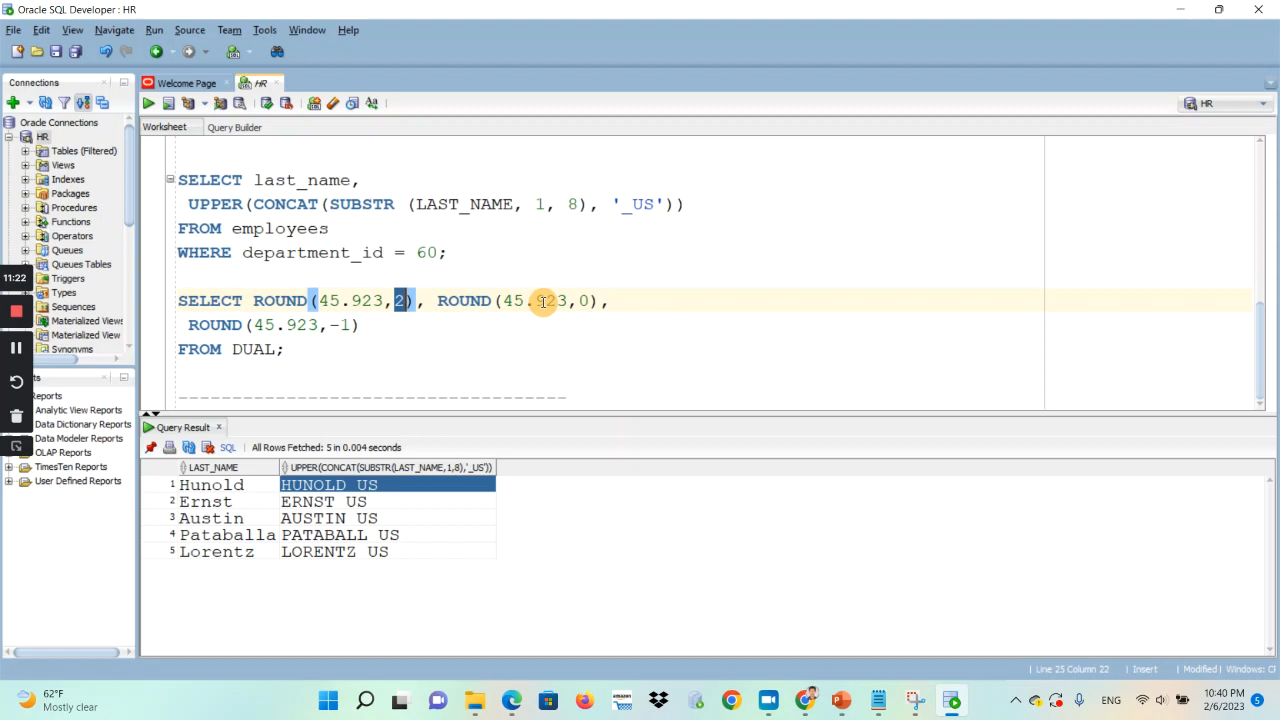 Oracle SQL Developer : HR
File Edit View Navigate Run Source Team Tools Window Help
Connections
Welcome Page
HR
HR
Worksheet
Query Builder
Oracle Connections
HR
Tables (Filtered)
Views
Indexes
Packages
Procedures
Functions
Operators
Queues
Queues Tables
Triggers
Types
Sequences
Materialized Views
Materialized View
Synonyms
11:22
SELECT last_name,
UPPER(CONCAT(SUBSTR (LAST_NAME, 1, 8), '_US'))
FROM employees
WHERE department_id = 60;
SELECT ROUND(45.923,2), ROUND(45.923,0),
ROUND(45.923,-1)
FROM DUAL;
-----------------------------------
ts
Reports
Analytic View Reports
Data Dictionary Reports
Data Modeler Reports
OLAP Reports
TimesTen Reports
User Defined Reports
Query Result
SQL | All Rows Fetched: 5 in 0.004 seconds
LAST_NAME UPPER(CONCAT(SUBSTR(LAST_NAME,1,8),'_US'))
1 Hunold HUNOLD_US
2 Ernst ERNST_US
3 Austin AUSTIN_US
4 Pataballa PATABALL_US
5 Lorentz LORENTZ_US
Line 25 Column 22 Insert Modified Windows: C
62°F
Mostly clear
amazon
ENG
10:40 PM
2/6/2023
5